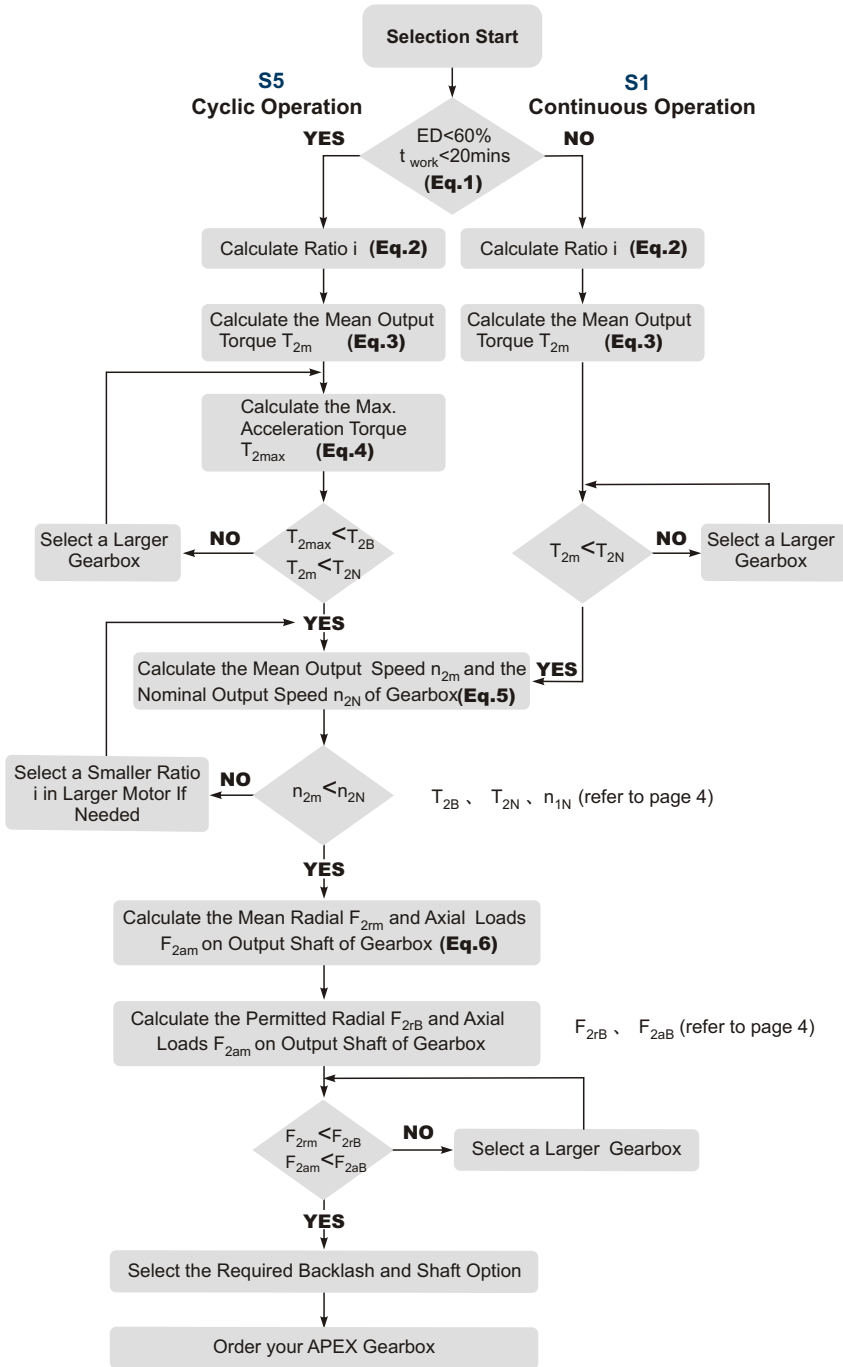 Selection Start
S5
Cyclic Operation
S1
Continuous Operation
YES
ED<60%
t work<20mins
(Eq.1)
NO
Calculate Ratio i (Eq.2)
Calculate Ratio i (Eq.2)
Calculate the Mean Output
Torque T2m (Eq.3)
Calculate the Mean Output
Torque T2m (Eq.3)
Calculate the Max.
Acceleration Torque
T2max (Eq.4)
Select a Larger
Gearbox
NO
T2max<T2B
T2m<T2N
T2m<T2N
NO
Select a Larger
Gearbox
YES
YES
Calculate the Mean Output Speed n2m and the
Nominal Output Speed n2N of Gearbox(Eq.5)
Select a Smaller Ratio
i in Larger Motor If
Needed
NO
n2m<n2N
T2B 、 T2N 、 n1N (refer to page 4)
YES
Calculate the Mean Radial F2rm and Axial Loads
F2am on Output Shaft of Gearbox (Eq.6)
Calculate the Permitted Radial F2rB and Axial
Loads F2am on Output Shaft of Gearbox
F2rB 、 F2aB (refer to page 4)
F2rm<F2rB
F2am<F2aB
NO
Select a Larger Gearbox
YES
Select the Required Backlash and Shaft Option
Order your APEX Gearbox